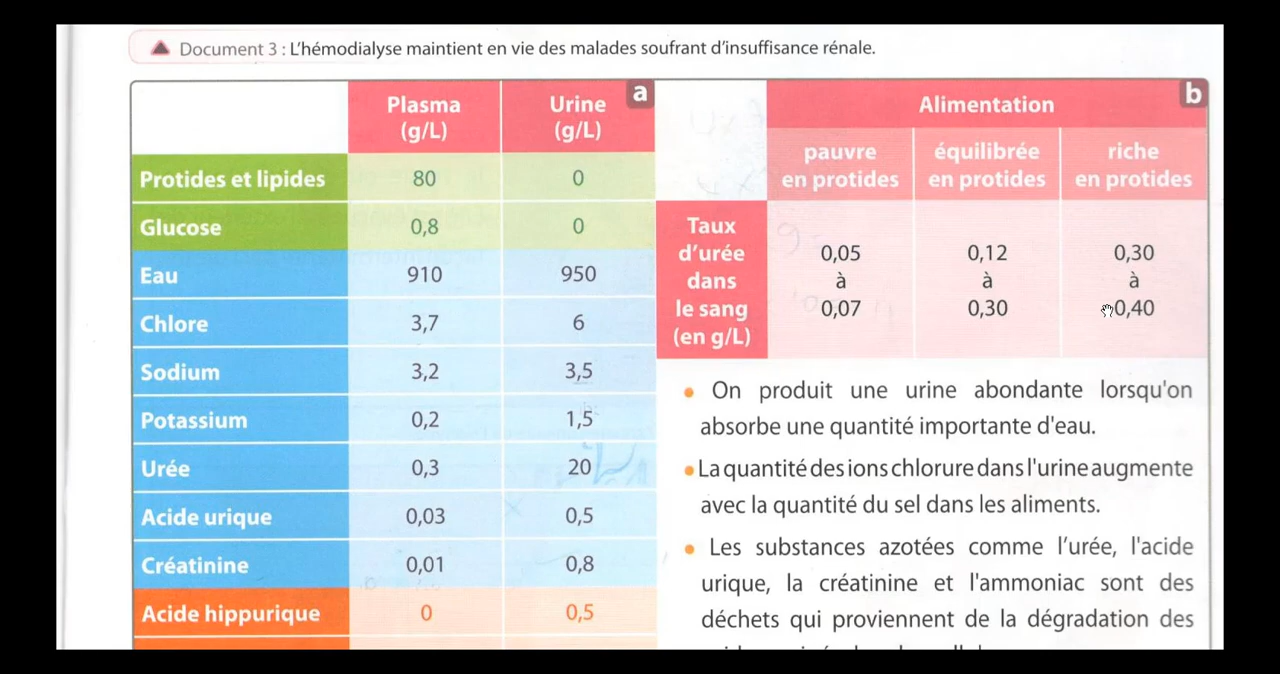 Document 3 : L'hémodialyse maintient en vie des malades soufrant d'insuffisance rénale.
a
Plasma Urine
(g/L) (g/L)
Protides et lipides 80 0
Glucose 0,8 0
Eau 910 950
Chlore 3,7 6
Sodium 3,2 3,5
Potassium 0,2 1,5
Urée 0,3 20
Acide urique 0,03 0,5
Créatinine 0,01 0,8
Acide hippurique 0 0,5
b
Alimentation
pauvre équilibrée riche
en protides en protides en protides
Taux
d'urée 0,05 0,12 0,30
dans à à à
le sang 0,07 0,30 0,40
(en g/L)
• On produit une urine abondante lorsqu'on
absorbe une quantité importante d'eau.
• La quantité des ions chlorure dans l'urine augmente
avec la quantité du sel dans les aliments.
• Les substances azotées comme l'urée, l'acide
urique, la créatinine et l'ammoniac sont des
déchets qui proviennent de la dégradation des